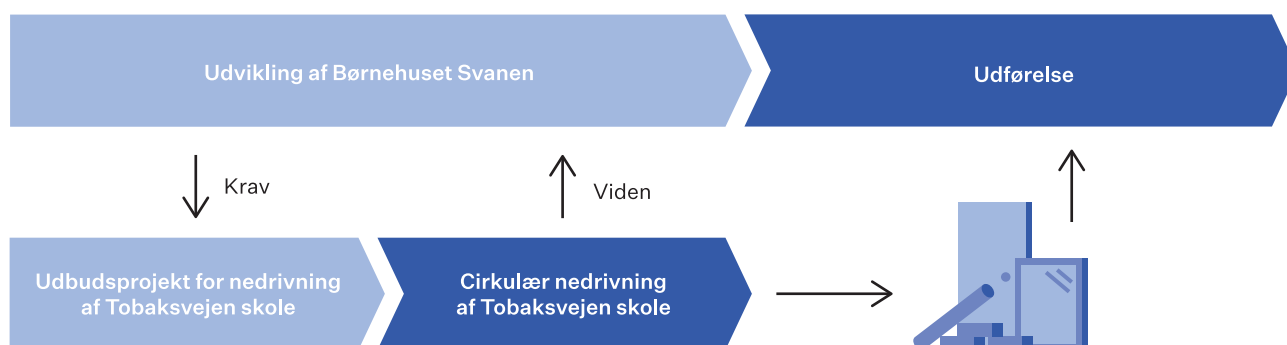 Udvikling af Børnehuset Svanen
Udførelse
Krav
Viden
Udbudsprojekt for nedrivning
af Tobaksvejen skole
Cirkulær nedrivning
af Tobaksvejen skole